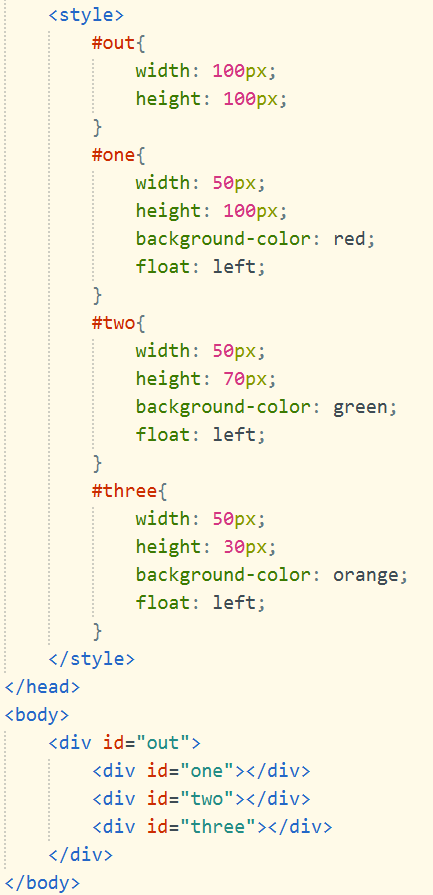 <style>
#out{
width: 100px;
height: 100px;
}
#one{
width: 50px;
height: 100px;
background-color: red;
float: left;
}
#two{
width: 50px;
height: 70px;
background-color: green;
float: left;
}
#three{
width: 50px;
height: 30px;
background-color: orange;
float: left;
}
</style>
</head>
<body>
<div id="out">
<div id="one"></div>
<div id="two"></div>
<div id="three"></div>
</div>
</body>